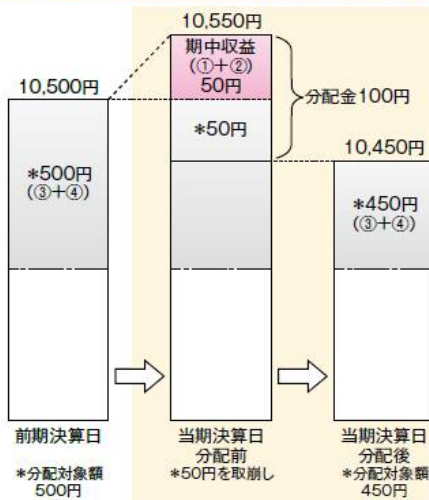 10,550円
期中収益
(①+②)
50円
10,500円
分配金100円
*50円
10,450円
*500円
(③+④)
*450円
(③+④)
前期決算日
*分配対象額
500円
当期決算日
分配前
*50円を取崩し
当期決算日
分配後
*分配対象額
450円